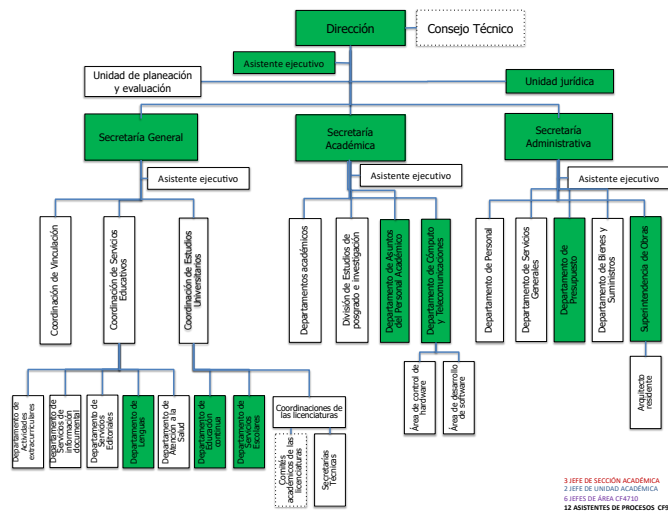 Dirección
Consejo Técnico
Asistente ejecutivo
Unidad de planeación
y evaluación
Unidad jurídica
Secretaría General
Secretaría
Académica
Secretaría
Administrativa
Asistente ejecutivo
Asistente ejecutivo
Asistente ejecutivo
Coordinación de Vinculación
Coordinación de Servicios
Educativos
Coordinación de Estudios
Universitarios
Departamentos académicos
División de Estudios de
posgrado e investigación
Departamento de Asuntos
del Personal Académico
Departamento de Cómputo
y Telecomunicaciones
Departamento de Personal
Departamento de Servicios
Generales
Departamento de
Presupuesto
Departamento de Bienes y
Suministros
Superintendencia de Obras
Área de control de
hardware
Área de desarrollo
de software
Arquitecto
residente
Departamento de
Actividades
extracurriculares
Departamento de
Servicios de
información
documental
Departamento de
Servicios
Editoriales
Departamento de
Lenguas
Departamento de
Atención a la
Salud
Departamento de
Educación
continua
Departamento de
Servicios
Escolares
Coordinaciones de
las licenciaturas
Comités
académicos de las
licenciaturas
Secretarías
Técnicas
3 JEFE DE SECCIÓN ACADÉMICA
2 JEFE DE UNIDAD ACADÉMICA
6 JEFES DE ÁREA CF4710
12 ASISTENTES DE PROCESOS